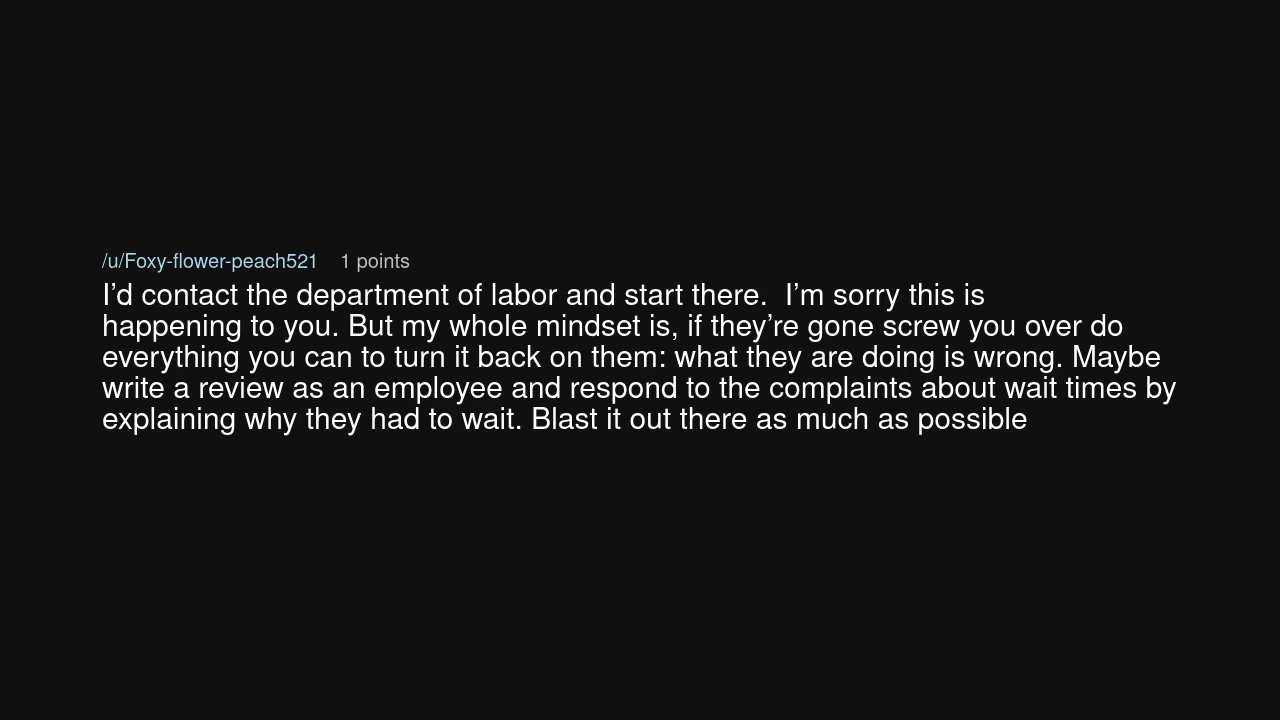 /u/Foxy-flower-peach521 1 points
I’d contact the department of labor and start there.  I’m sorry this is
happening to you. But my whole mindset is, if they’re gone screw you over do
everything you can to turn it back on them: what they are doing is wrong. Maybe
write a review as an employee and respond to the complaints about wait times by
explaining why they had to wait. Blast it out there as much as possible